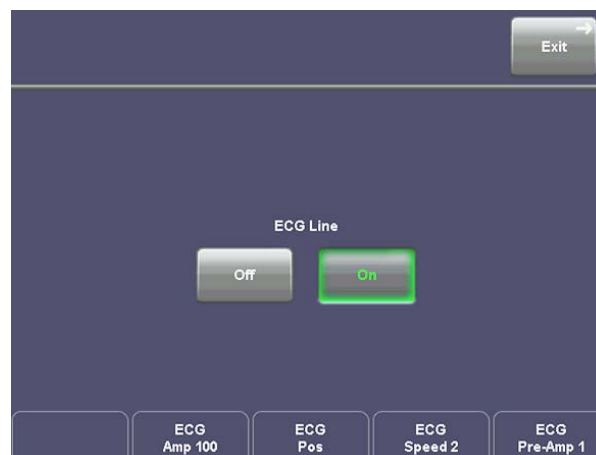 Exit
ECG Line
Off
On
ECG
Amp 100
ECG
Pos
ECG
Speed 2
ECG
Pre-Amp 1